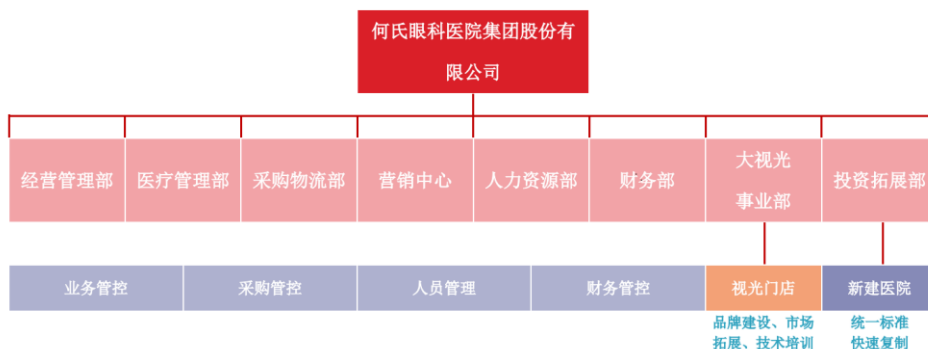 何氏眼科医院集团股份有
限公司
经营管理部
医疗管理部
采购物流部
营销中心
人力资源部
财务部
大视光
事业部
投资拓展部
业务管控
采购管控
人员管理
财务管控
视光门店
新建医院
品牌建设、市场
拓展、技术培训
统一标准
快速复制